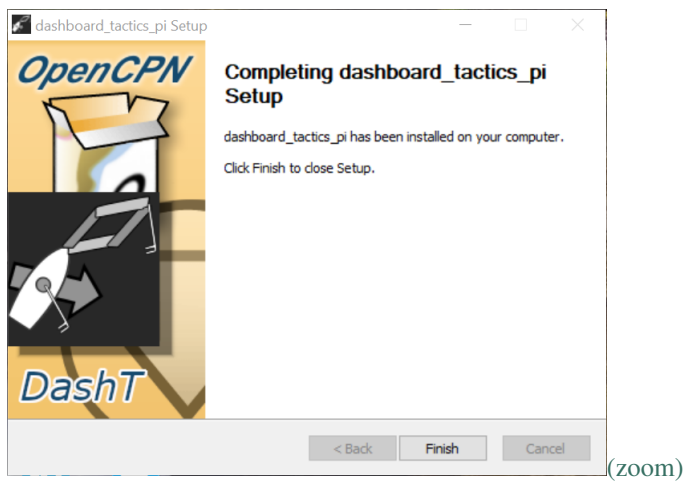 dashboard_tactics_pi Setup
OpenCPN
Completing dashboard_tactics_pi
Setup
dashboard_tactics_pi has been installed on your computer.
Click Finish to close Setup.
DashT
< Back
Finish
Cancel
(zoom)